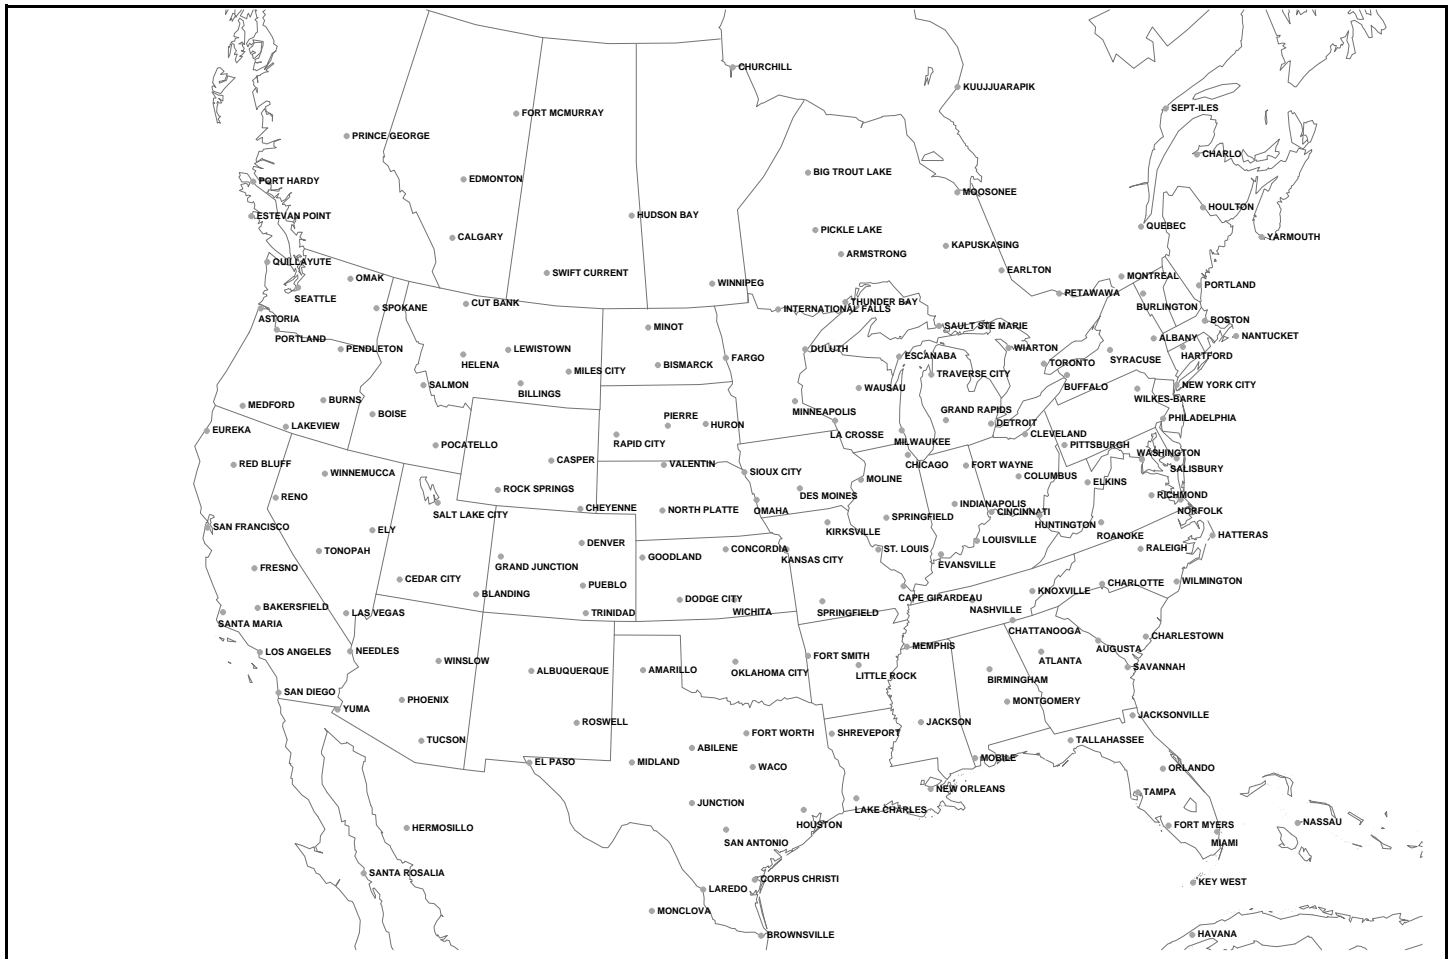 CHURCHILL
KUUJJUARAPIK
SEPT-ILES
FORT MCMURRAY
PRINCE GEORGE
CHARLO
BIG TROUT LAKE
PORT HARDY
EDMONTON
MOOSONEE
HOULTON
ESTEVAN POINT
HUDSON BAY
QUEBEC
PICKLE LAKE
CALGARY
YARMOUTH
KAPUSKASING
ARMSTRONG
QUILLAYUTE
EARLTON
SWIFT CURRENT
OMAK
MONTREAL
WINNIPEG
PORTLAND
PETAWAWA
SEATTLE
CUT BANK
THUNDER BAY
SPOKANE
INTERNATIONAL FALLS
BURLINGTON
ASTORIA
BOSTON
MINOT
SAULT STE MARIE
PORTLAND
NANTUCKET
ALBANY
PENDLETON
LEWISTOWN
DULUTH
WIARTON
HARTFORD
ESCANABA
FARGO
SYRACUSE
HELENA
BISMARCK
TORONTO
MILES CITY
TRAVERSE CITY
SALMON
BUFFALO
NEW YORK CITY
WAUSAU
BILLINGS
WILKES-BARRE
BURNS
MEDFORD
BOISE
MINNEAPOLIS
PIERRE
GRAND RAPIDS
PHILADELPHIA
HURON
DETROIT
LAKEVIEW
EUREKA
LA CROSSE
CLEVELAND
RAPID CITY
MILWAUKEE
POCATELLO
PITTSBURGH
WASHINGTON
CASPER
RED BLUFF
VALENTIN
CHICAGO
FORT WAYNE
SALISBURY
WINNEMUCCA
SIOUX CITY
COLUMBUS
MOLINE
ELKINS
ROCK SPRINGS
DES MOINES
RICHMOND
RENO
INDIANAPOLIS
CHEYENNE
NORTH PLATTE
OMAHA
CINCINNATI
NORFOLK
SALT LAKE CITY
SPRINGFIELD
SAN FRANCISCO
HUNTINGTON
ELY
KIRKSVILLE
ROANOKE
HATTERAS
LOUISVILLE
DENVER
TONOPAH
CONCORDIA
ST. LOUIS
RALEIGH
GOODLAND
KANSAS CITY
EVANSVILLE
GRAND JUNCTION
FRESNO
CEDAR CITY
WILMINGTON
CHARLOTTE
PUEBLO
KNOXVILLE
BLANDING
CAPE GIRARDEAU
DODGE CITY
BAKERSFIELD
NASHVILLE
LAS VEGAS
TRINIDAD
WICHITA
SPRINGFIELD
SANTA MARIA
CHATTANOOGA
CHARLESTOWN
MEMPHIS
AUGUSTA
LOS ANGELES
NEEDLES
FORT SMITH
WINSLOW
ATLANTA
SAVANNAH
ALBUQUERQUE
AMARILLO
OKLAHOMA CITY
LITTLE ROCK
BIRMINGHAM
SAN DIEGO
PHOENIX
MONTGOMERY
YUMA
JACKSONVILLE
ROSWELL
JACKSON
FORT WORTH
SHREVEPORT
TUCSON
TALLAHASSEE
ABILENE
MOBILE
EL PASO
MIDLAND
WACO
ORLANDO
NEW ORLEANS
TAMPA
JUNCTION
LAKE CHARLES
NASSAU
HOUSTON
FORT MYERS
HERMOSILLO
SAN ANTONIO
MIAMI
SANTA ROSALIA
CORPUS CHRISTI
KEY WEST
LAREDO
MONCLOVA
BROWNSVILLE
HAVANA